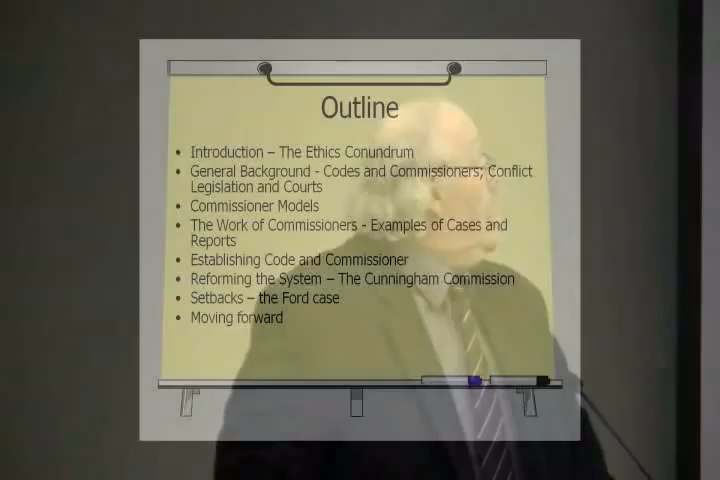 Outline
• Introduction – The Ethics Conundrum
• General Background - Codes and Commissioners; Conflict
Legislation and Courts
• Commissioner Models
• The Work of Commissioners - Examples of Cases and
Reports
• Establishing Code and Commissioner
• Reforming the System – The Cunningham Commission
• Setbacks – the Ford case
• Moving forward